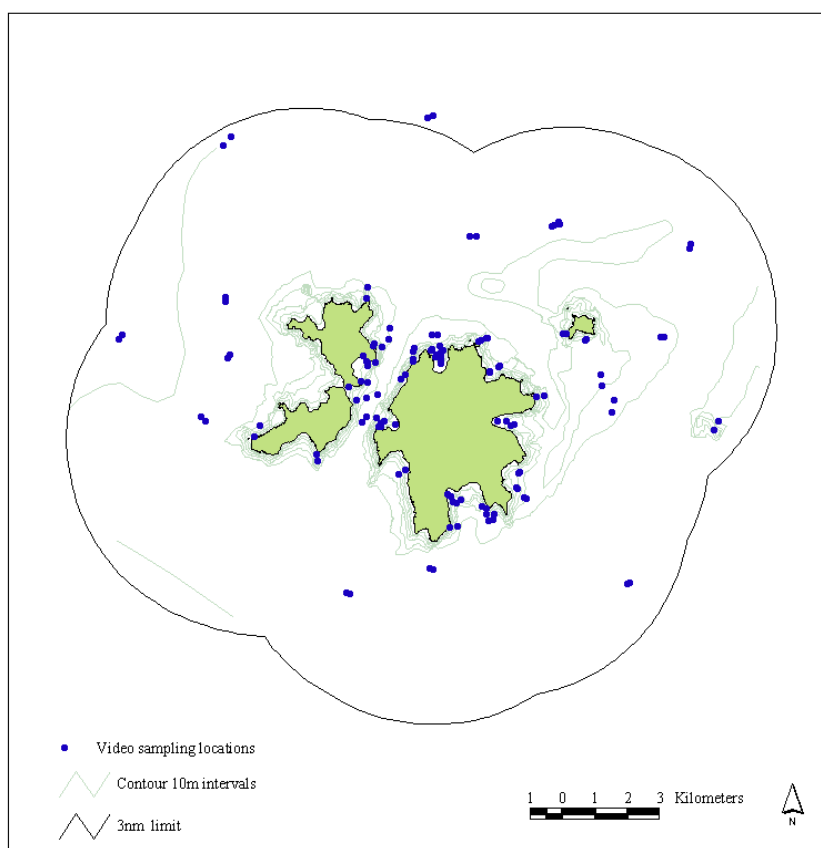 Video sampling locations
Contour 10m intervals
3nm limit
1 0 1 2 3 Kilometers
N